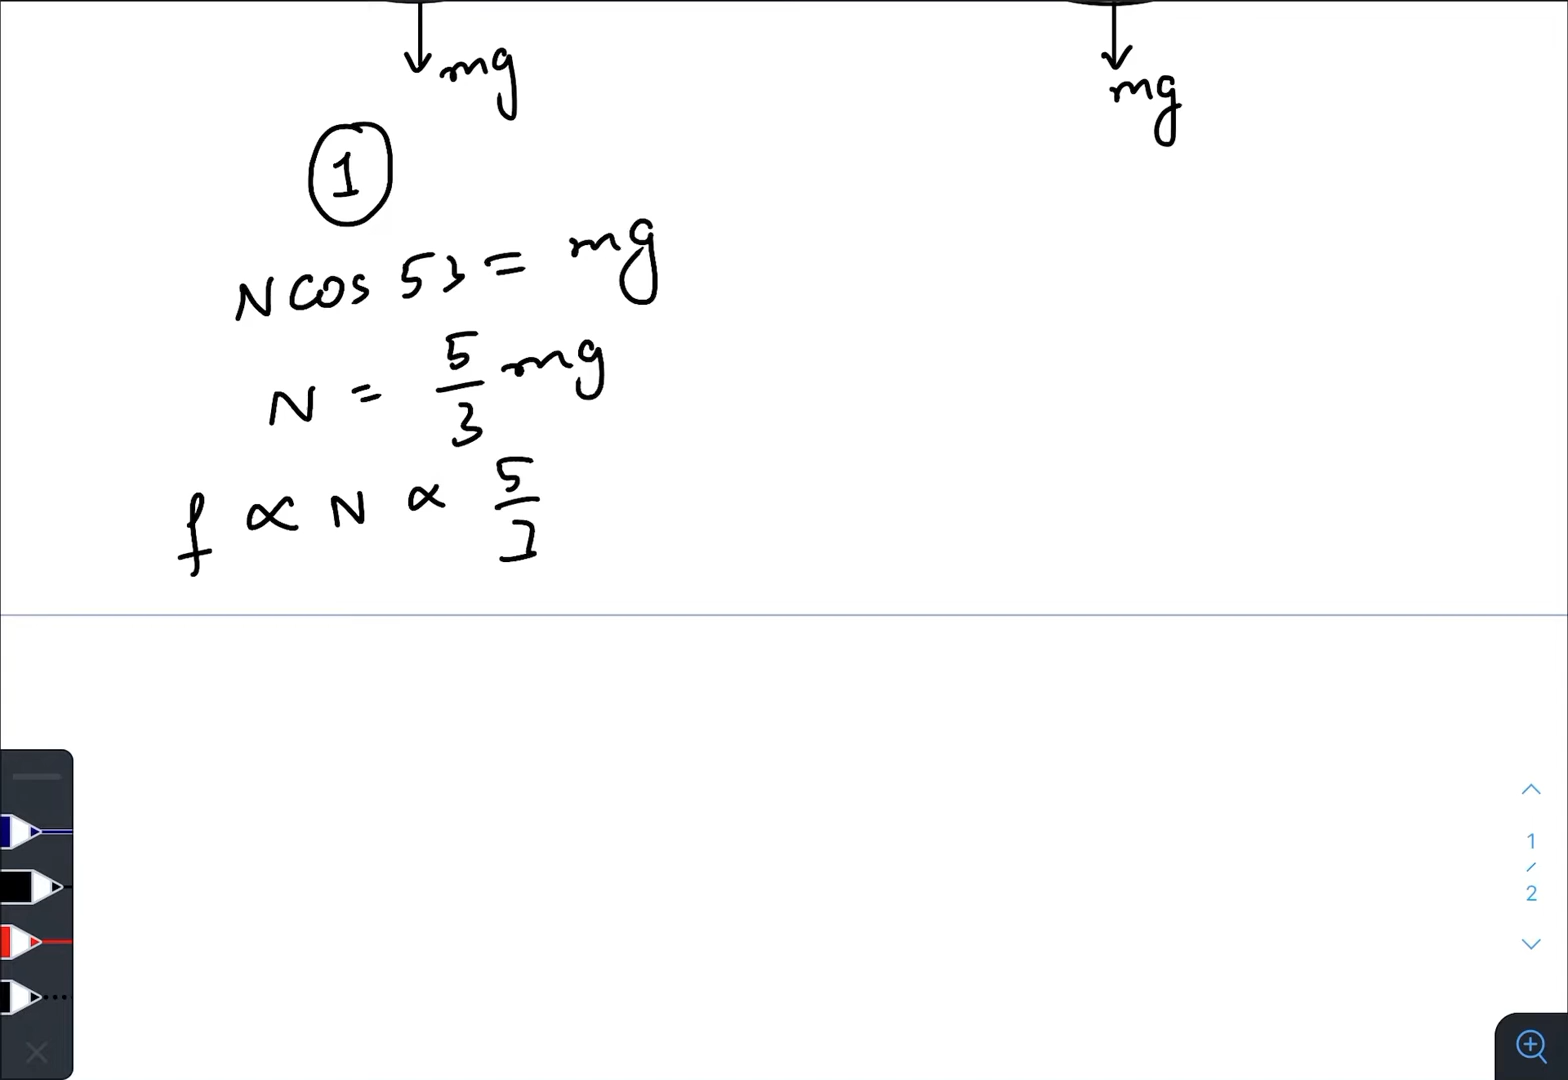 mg
mg
1
N cos 53 = mg
N = 5/3 mg
f ∝ N ∝ 5/3
1
/
2